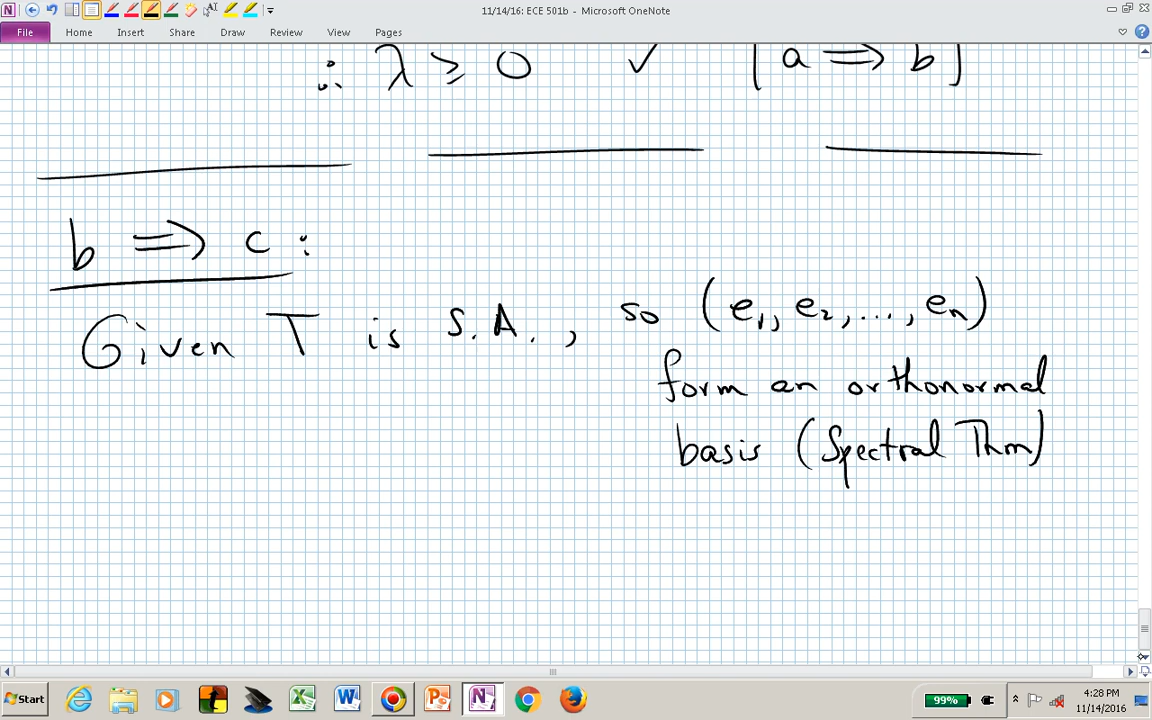 11/14/16: ECE 501b - Microsoft OneNote
File Home Insert Share Draw Review View Pages
∴ λ ≥ 0 ✓ [a ⟹ b]
b ⟹ c :
Given T is S.A., so (e₁, e₂, ..., eₙ)
form an orthonormal
basis (Spectral Thm)
Start
99%
4:28 PM
11/14/2016